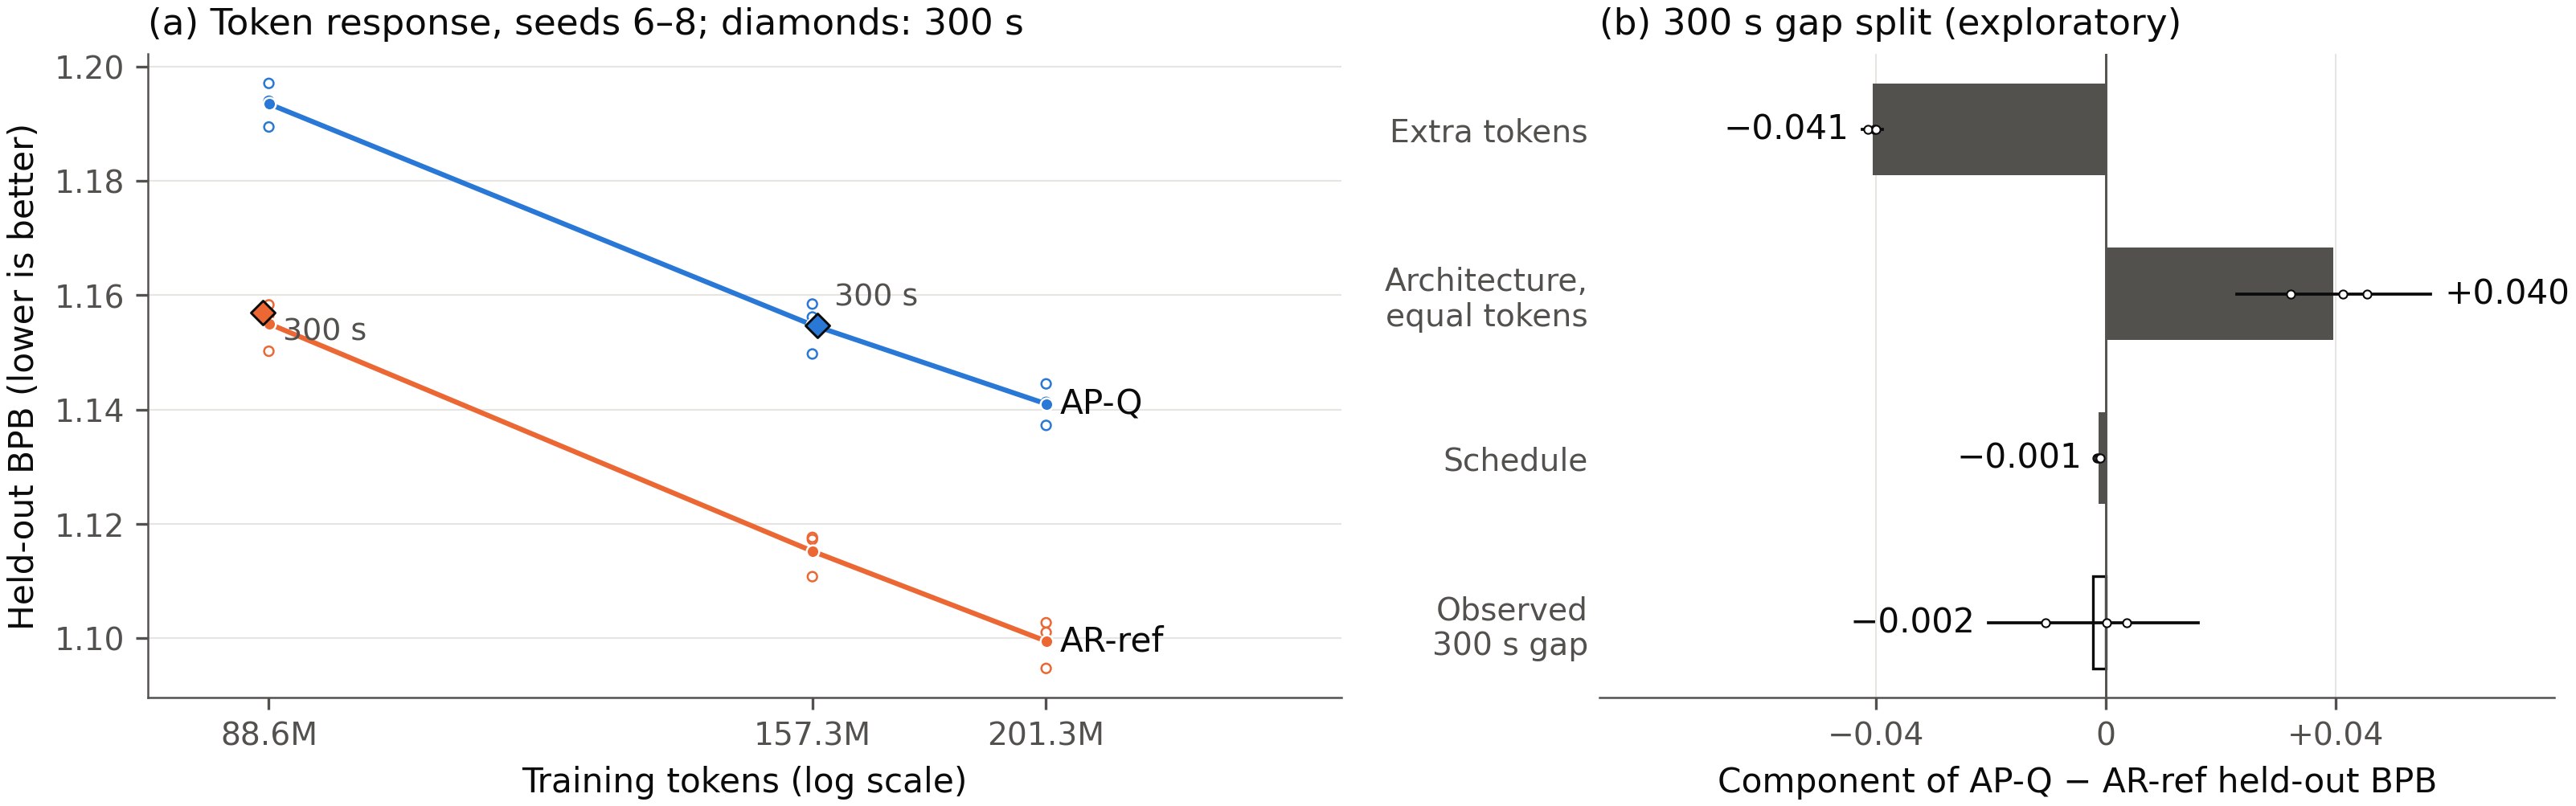 (a) Token response, seeds 6–8; diamonds: 300 s
Held-out BPB (lower is better)
1.20
1.18
1.16
1.14
1.12
1.10
300 s
300 s
AP-Q
AR-ref
88.6M
157.3M
201.3M
Training tokens (log scale)
(b) 300 s gap split (exploratory)
Extra tokens
−0.041
Architecture,
equal tokens
+0.040
Schedule
−0.001
Observed
300 s gap
−0.002
−0.04
0
+0.04
Component of AP-Q − AR-ref held-out BPB